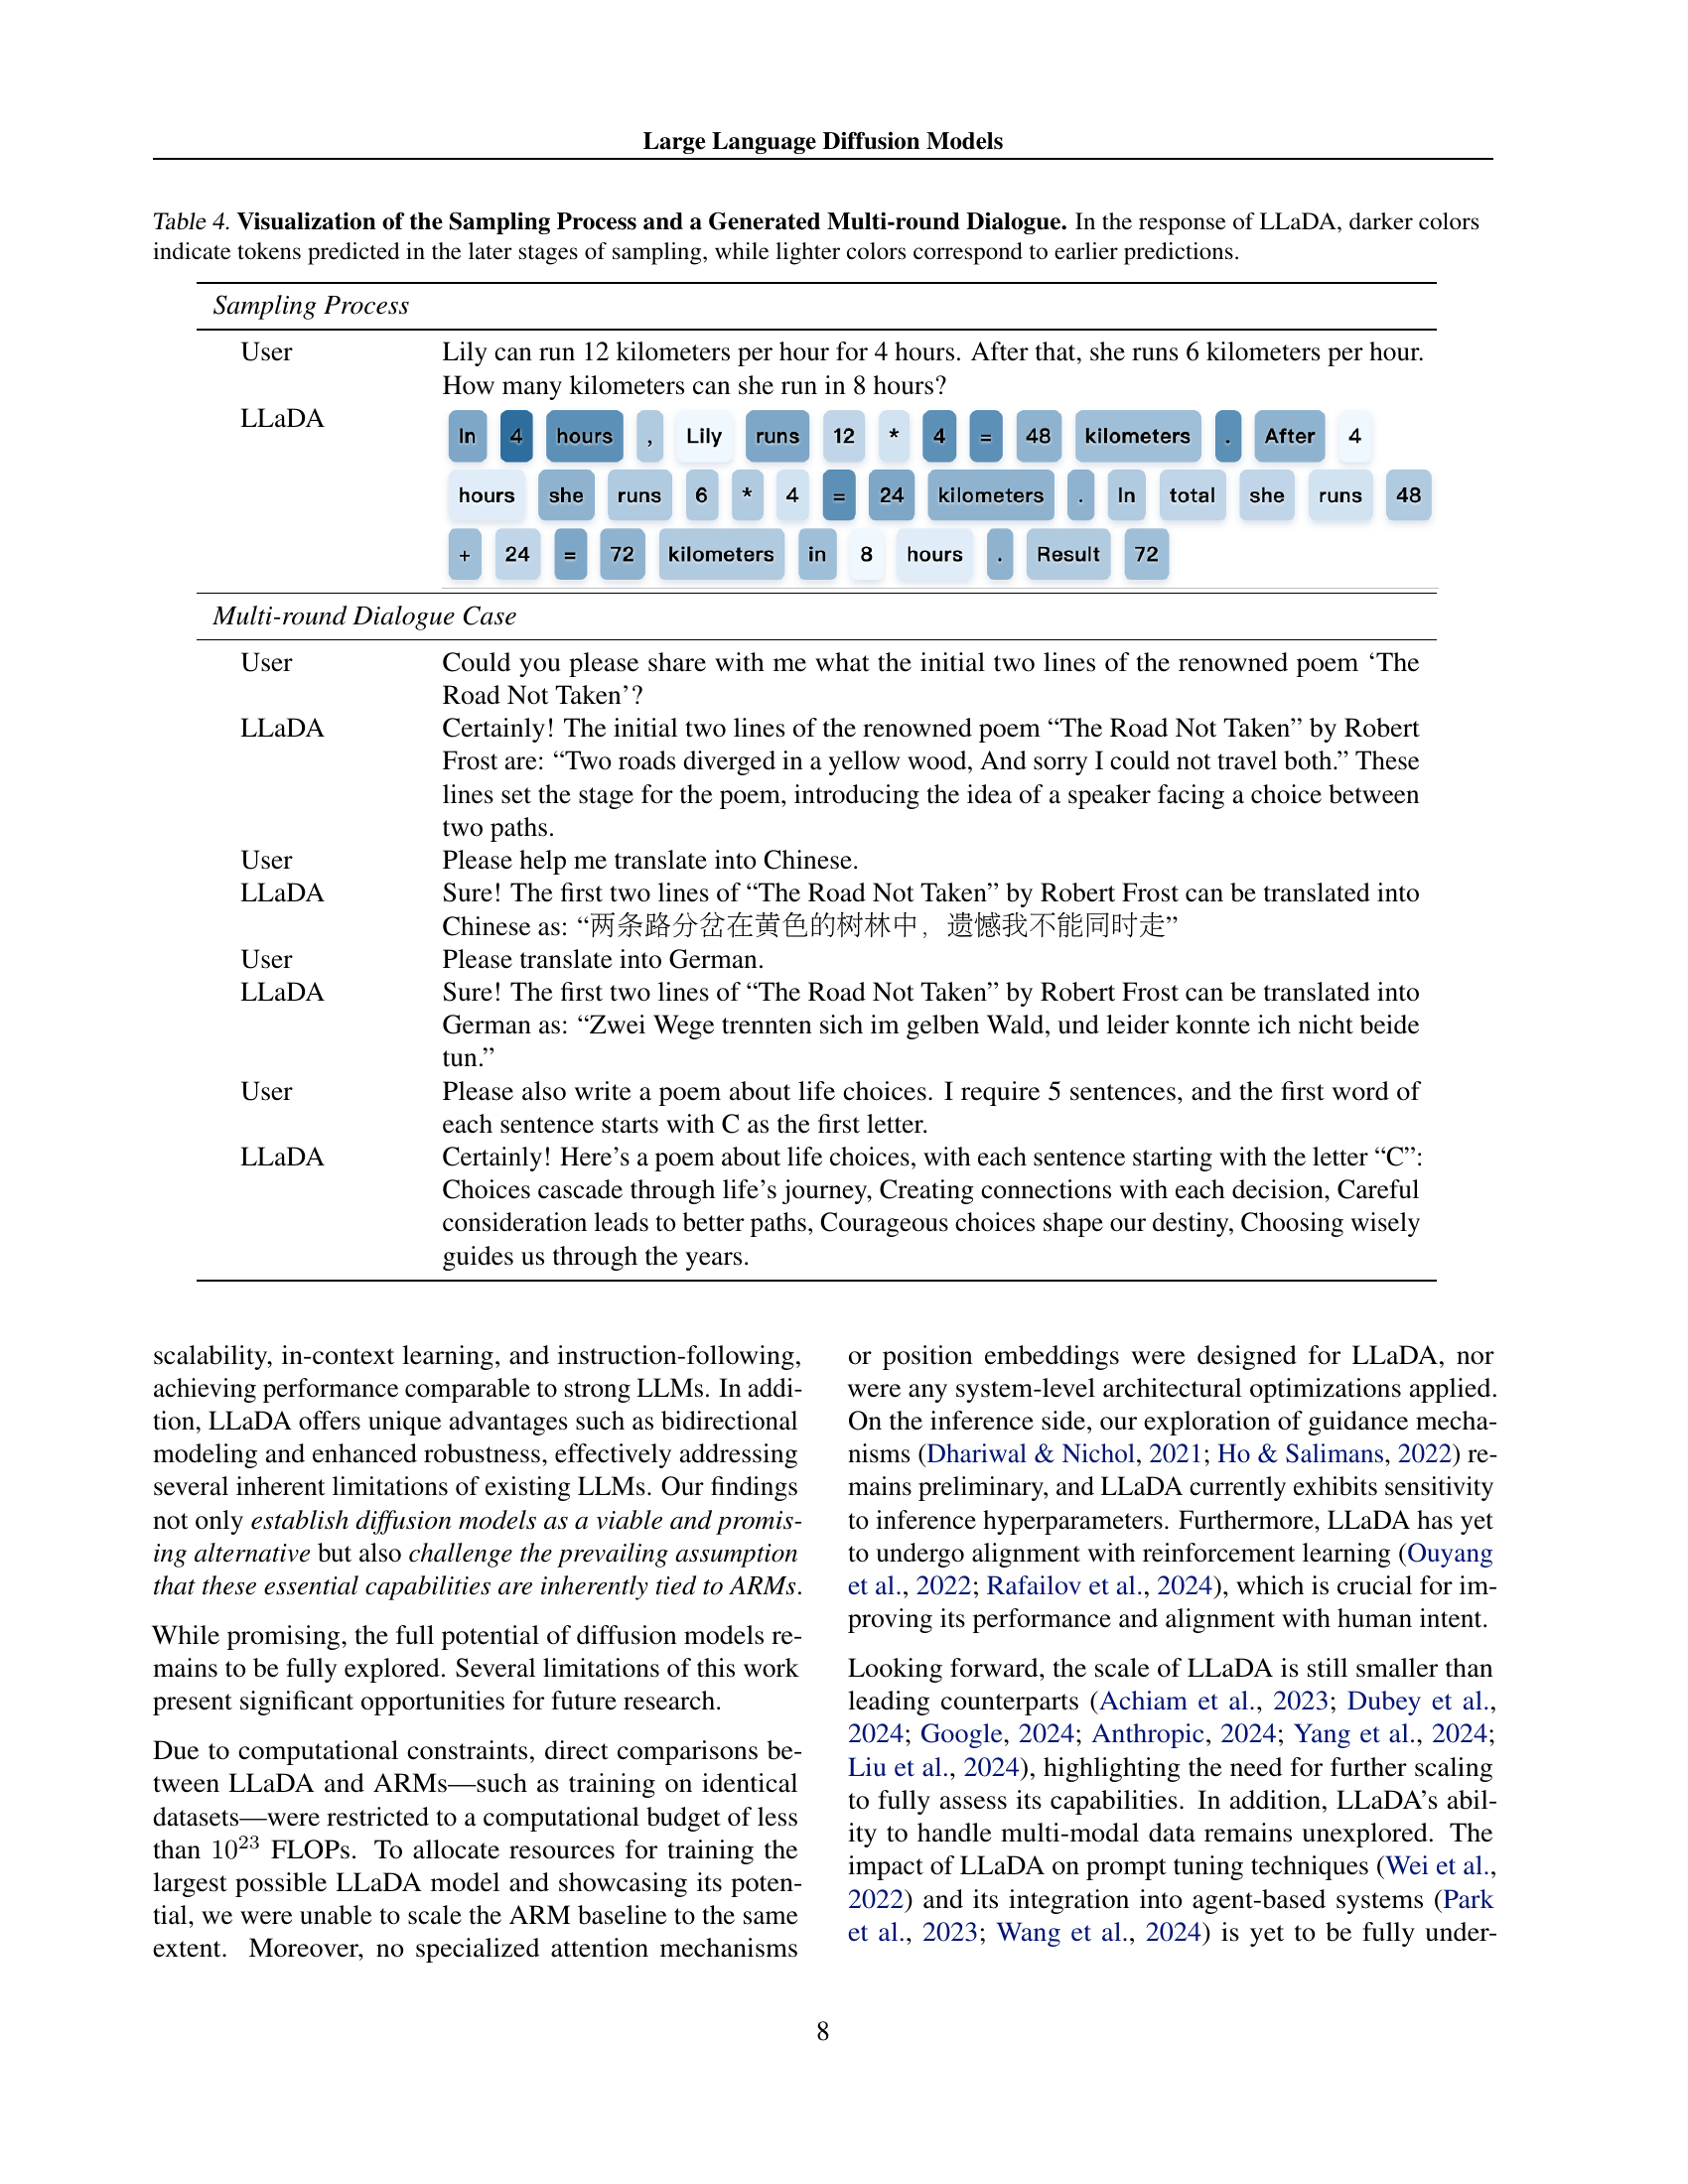 Large Language Diffusion Models
Table 4. Visualization of the Sampling Process and a Generated Multi-round Dialogue. In the response of LLaDA, darker colors
indicate tokens predicted in the later stages of sampling, while lighter colors correspond to earlier predictions.
Sampling Process
User Lily can run 12 kilometers per hour for 4 hours. After that, she runs 6 kilometers per hour.
How many kilometers can she run in 8 hours?
LLaDA In 4 hours , Lily runs 12 * 4 = 48 kilometers . After 4
hours she runs 6 * 4 = 24 kilometers . In total she runs 48
+ 24 = 72 kilometers in 8 hours . Result 72
Multi-round Dialogue Case
User Could you please share with me what the initial two lines of the renowned poem ‘The
Road Not Taken’?
LLaDA Certainly! The initial two lines of the renowned poem “The Road Not Taken” by Robert
Frost are: “Two roads diverged in a yellow wood, And sorry I could not travel both.” These
lines set the stage for the poem, introducing the idea of a speaker facing a choice between
two paths.
User Please help me translate into Chinese.
LLaDA Sure! The first two lines of “The Road Not Taken” by Robert Frost can be translated into
Chinese as: “两条路分岔在黄色的树林中，遗憾我不能同时走”
User Please translate into German.
LLaDA Sure! The first two lines of “The Road Not Taken” by Robert Frost can be translated into
German as: “Zwei Wege trennten sich im gelben Wald, und leider konnte ich nicht beide
tun.”
User Please also write a poem about life choices. I require 5 sentences, and the first word of
each sentence starts with C as the first letter.
LLaDA Certainly! Here’s a poem about life choices, with each sentence starting with the letter “C”:
Choices cascade through life’s journey, Creating connections with each decision, Careful
consideration leads to better paths, Courageous choices shape our destiny, Choosing wisely
guides us through the years.
scalability, in-context learning, and instruction-following,
achieving performance comparable to strong LLMs. In addi-
tion, LLaDA offers unique advantages such as bidirectional
modeling and enhanced robustness, effectively addressing
several inherent limitations of existing LLMs. Our findings
not only establish diffusion models as a viable and promis-
ing alternative but also challenge the prevailing assumption
that these essential capabilities are inherently tied to ARMs.
While promising, the full potential of diffusion models re-
mains to be fully explored. Several limitations of this work
present significant opportunities for future research.
Due to computational constraints, direct comparisons be-
tween LLaDA and ARMs—such as training on identical
datasets—were restricted to a computational budget of less
than 10²³ FLOPs. To allocate resources for training the
largest possible LLaDA model and showcasing its poten-
tial, we were unable to scale the ARM baseline to the same
extent. Moreover, no specialized attention mechanisms
or position embeddings were designed for LLaDA, nor
were any system-level architectural optimizations applied.
On the inference side, our exploration of guidance mecha-
nisms (Dhariwal & Nichol, 2021; Ho & Salimans, 2022) re-
mains preliminary, and LLaDA currently exhibits sensitivity
to inference hyperparameters. Furthermore, LLaDA has yet
to undergo alignment with reinforcement learning (Ouyang
et al., 2022; Rafailov et al., 2024), which is crucial for im-
proving its performance and alignment with human intent.
Looking forward, the scale of LLaDA is still smaller than
leading counterparts (Achiam et al., 2023; Dubey et al.,
2024; Google, 2024; Anthropic, 2024; Yang et al., 2024;
Liu et al., 2024), highlighting the need for further scaling
to fully assess its capabilities. In addition, LLaDA’s abil-
ity to handle multi-modal data remains unexplored. The
impact of LLaDA on prompt tuning techniques (Wei et al.,
2022) and its integration into agent-based systems (Park
et al., 2023; Wang et al., 2024) is yet to be fully under-
8